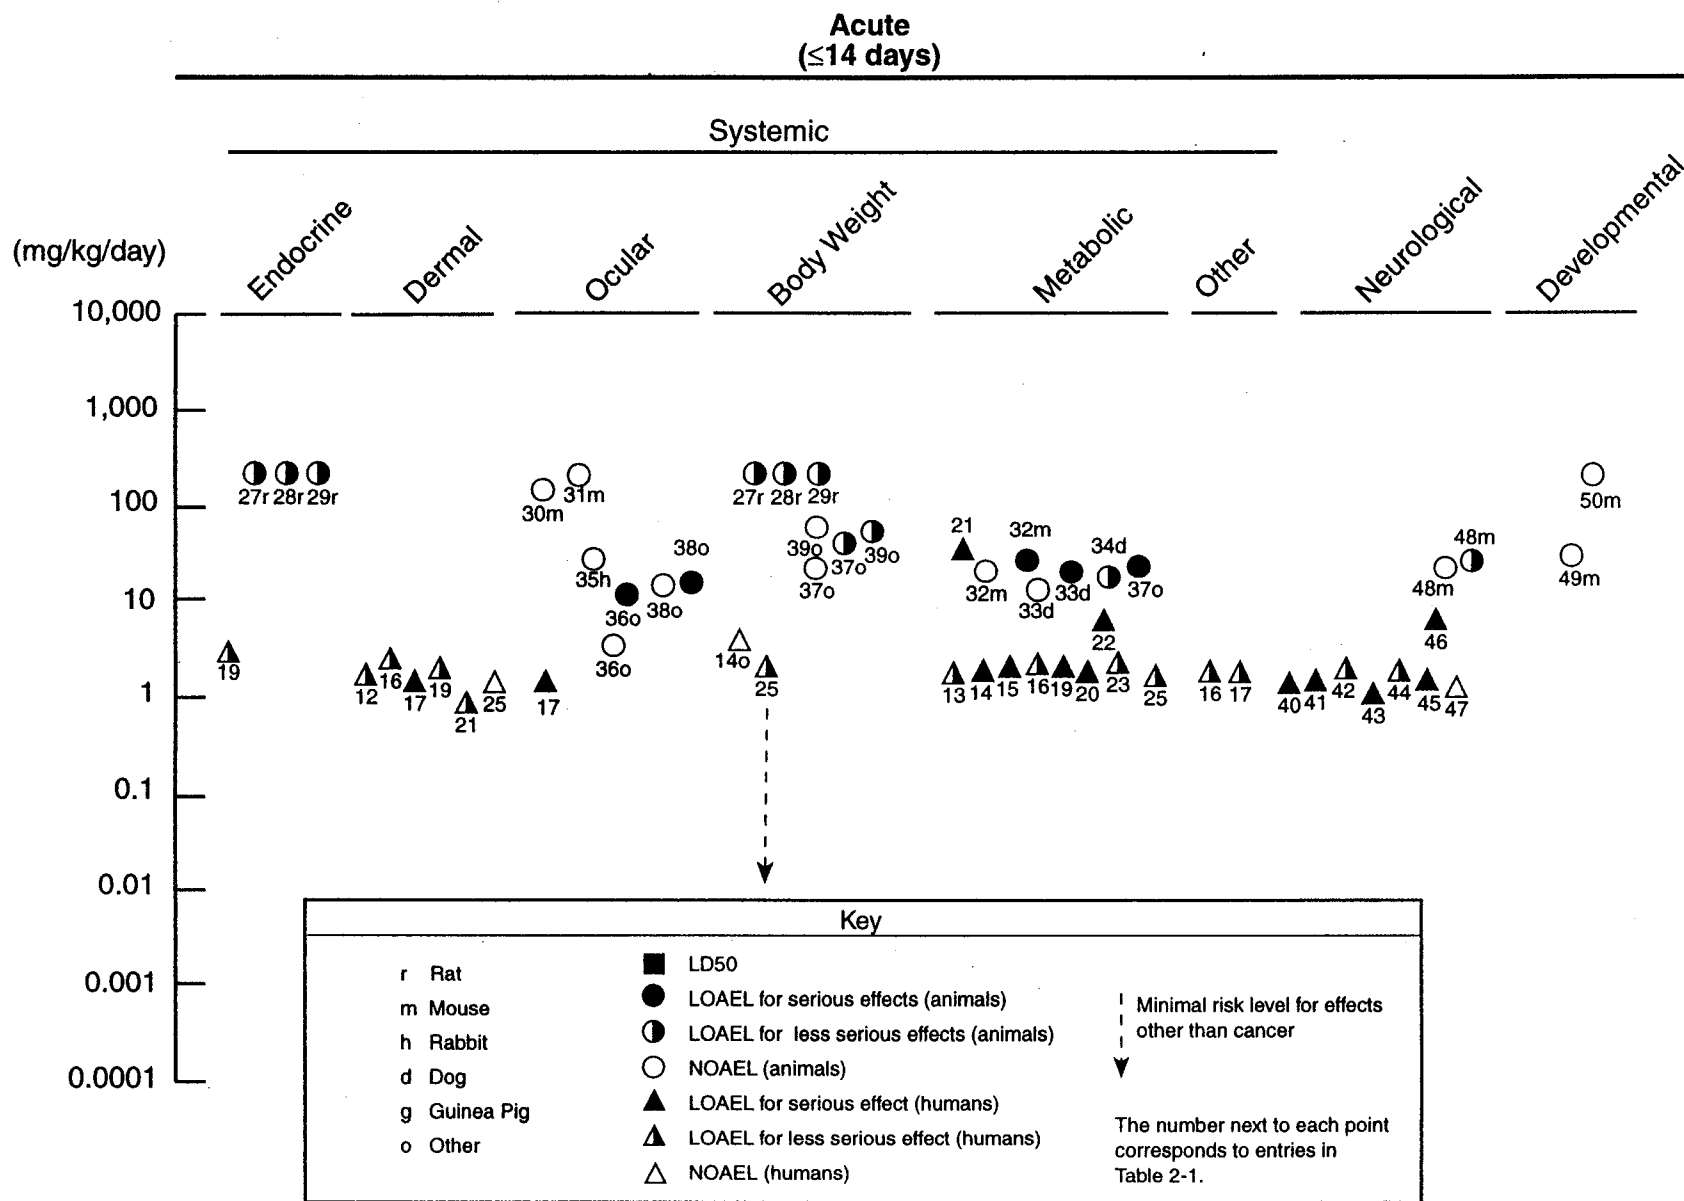 Acute
(≤14 days)
Systemic
(mg/kg/day)
Endocrine
Dermal
Ocular
Body Weight
Metabolic
Other
Neurological
Developmental
10,000
1,000
100
10
1
0.1
0.01
0.001
0.0001
27r 28r 29r
19
12
16
17
19
21
25
30m
31m
35h
36o
36o
38o
38o
17
27r 28r 29r
39o
37o
37o
39o
14o
25
21
32m
32m
33d
33d
34d
37o
22
13
14
15
16
19
20
23
25
16
17
40
41
42
43
44
45
46
47
48m
48m
49m
50m
Key
r Rat
m Mouse
h Rabbit
d Dog
g Guinea Pig
o Other
LD50
LOAEL for serious effects (animals)
LOAEL for less serious effects (animals)
NOAEL (animals)
LOAEL for serious effect (humans)
LOAEL for less serious effect (humans)
NOAEL (humans)
Minimal risk level for effects
other than cancer
The number next to each point
corresponds to entries in
Table 2-1.